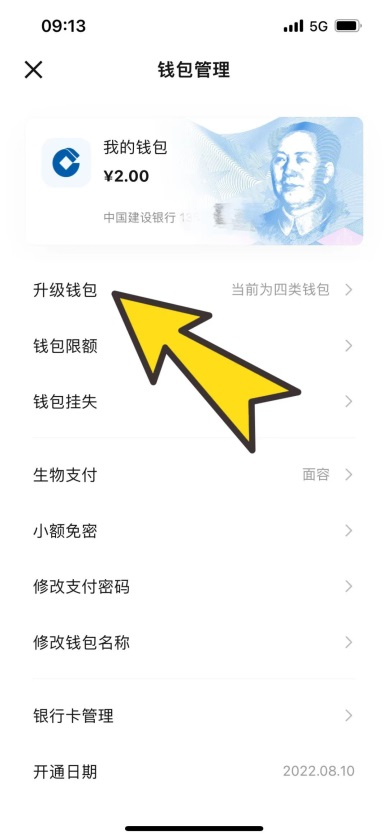 09:13
5G
钱包管理
我的钱包
¥2.00
中国建设银行
升级钱包 当前为四类钱包
钱包限额
钱包挂失
生物支付 面容
小额免密
修改支付密码
修改钱包名称
银行卡管理
开通日期 2022.08.10